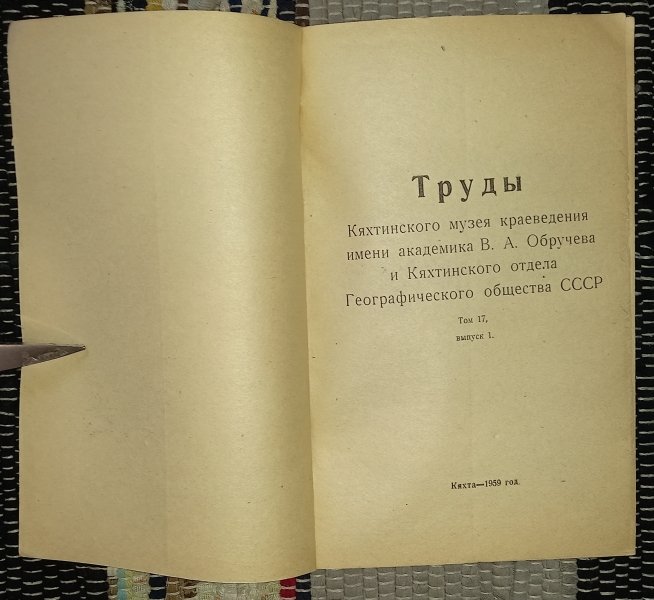 Труды
Кяхтинского музея краеведения
имени академика В. А. Обручева
и Кяхтинского отдела
Географического общества СССР
Том 17,
выпуск 1.
Кяхта—1959 год.